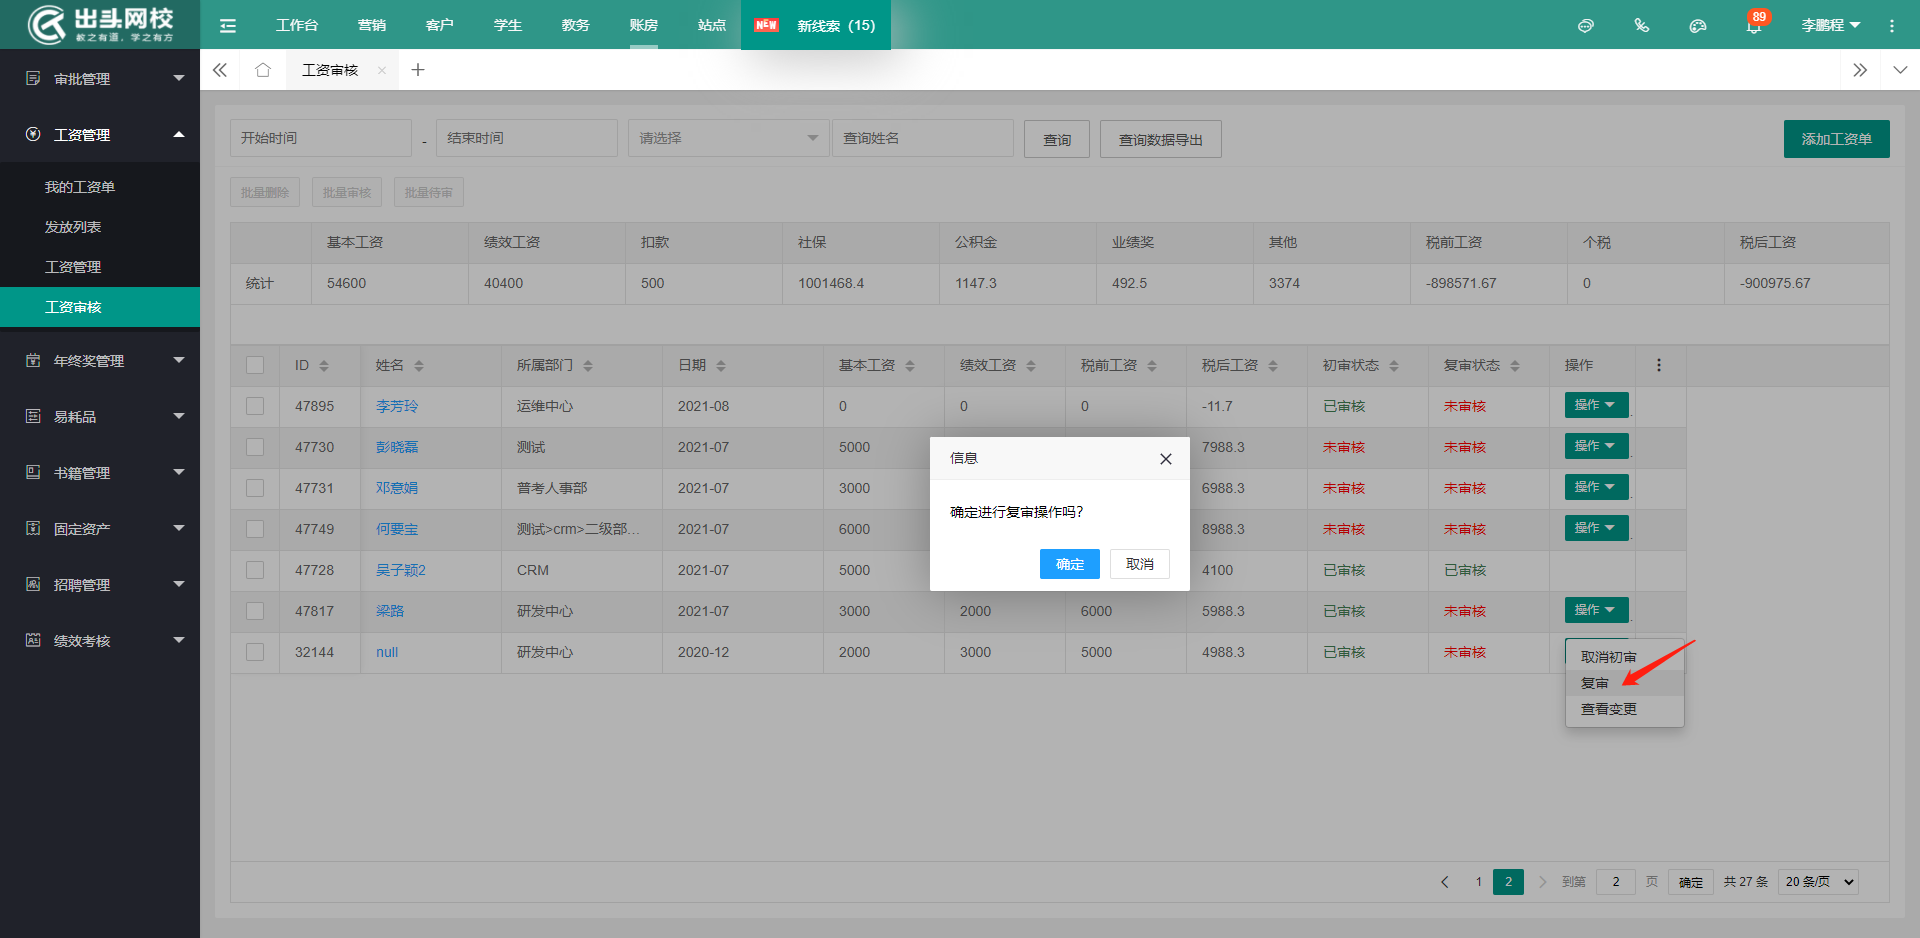 出头网校
教之有道，学之有方
工作台
营销
客户
学生
教务
账房
站点
NEW
新线索 (15)
89
李鹏程
工资审核
审批管理
工资管理
我的工资单
发放列表
工资管理
工资审核
年终奖管理
易耗品
书籍管理
固定资产
招聘管理
绩效考核
开始时间
-
结束时间
请选择
查询姓名
查询
查询数据导出
添加工资单
批量删除
批量审核
批量待审
基本工资 绩效工资 扣款 社保 公积金 业绩奖 其他 税前工资 个税 税后工资
统计 54600 40400 500 1001468.4 1147.3 492.5 3374 -898571.67 0 -900975.67
ID 姓名 所属部门 日期 基本工资 绩效工资 税前工资 税后工资 初审状态 复审状态 操作
47895 李芳玲 运维中心 2021-08 0 0 0 -11.7 已审核 未审核 操作
47730 彭晓磊 测试 2021-07 5000 7988.3 未审核 未审核 操作
47731 邓意娟 普考人事部 2021-07 3000 6988.3 未审核 未审核 操作
47749 何要宝 测试>crm>二级部... 2021-07 6000 8988.3 未审核 未审核 操作
47728 吴子颖2 CRM 2021-07 5000 4100 已审核 已审核
47817 梁路 研发中心 2021-07 3000 2000 6000 5988.3 已审核 未审核 操作
32144 null 研发中心 2020-12 2000 3000 5000 4988.3 已审核 未审核
信息
确定进行复审操作吗?
确定
取消
取消初审
复审
查看变更
1
2
到第
2
页
确定
共 27 条
20 条/页